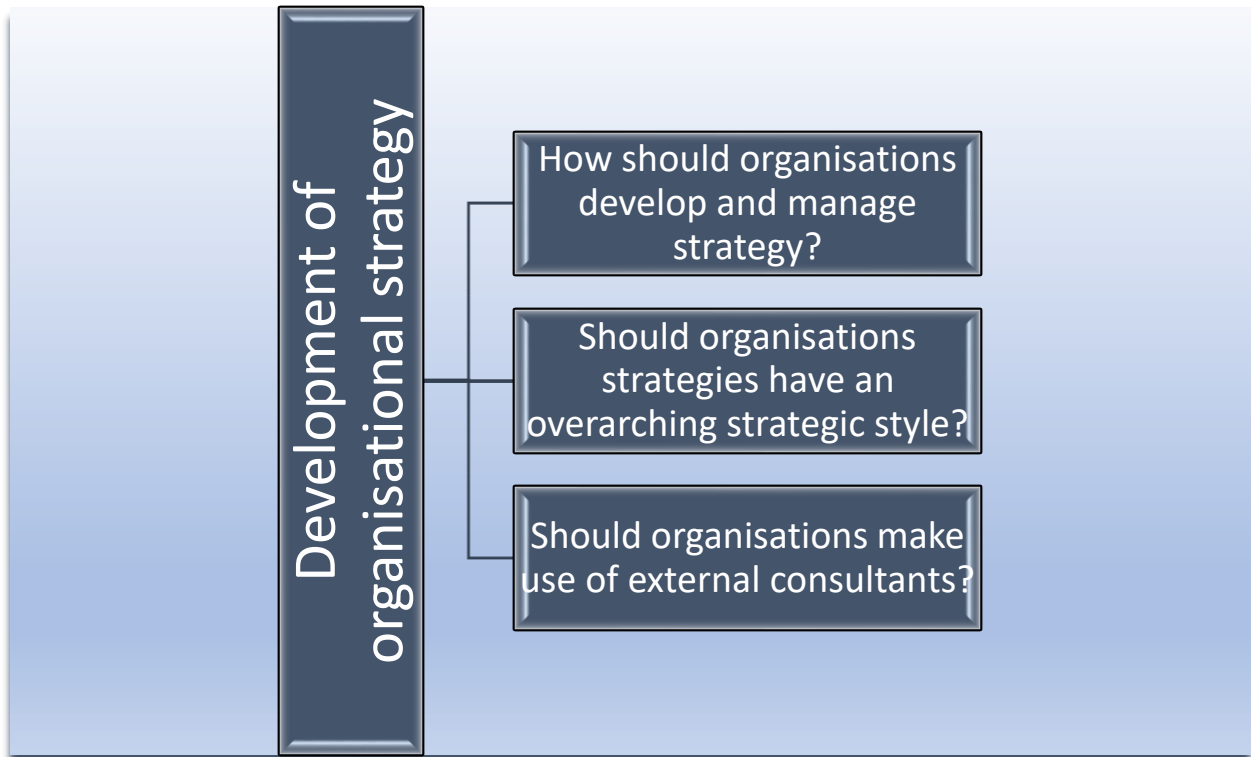 Development of
organisational strategy
How should organisations
develop and manage
strategy?
Should organisations
strategies have an
overarching strategic style?
Should organisations make
use of external consultants?